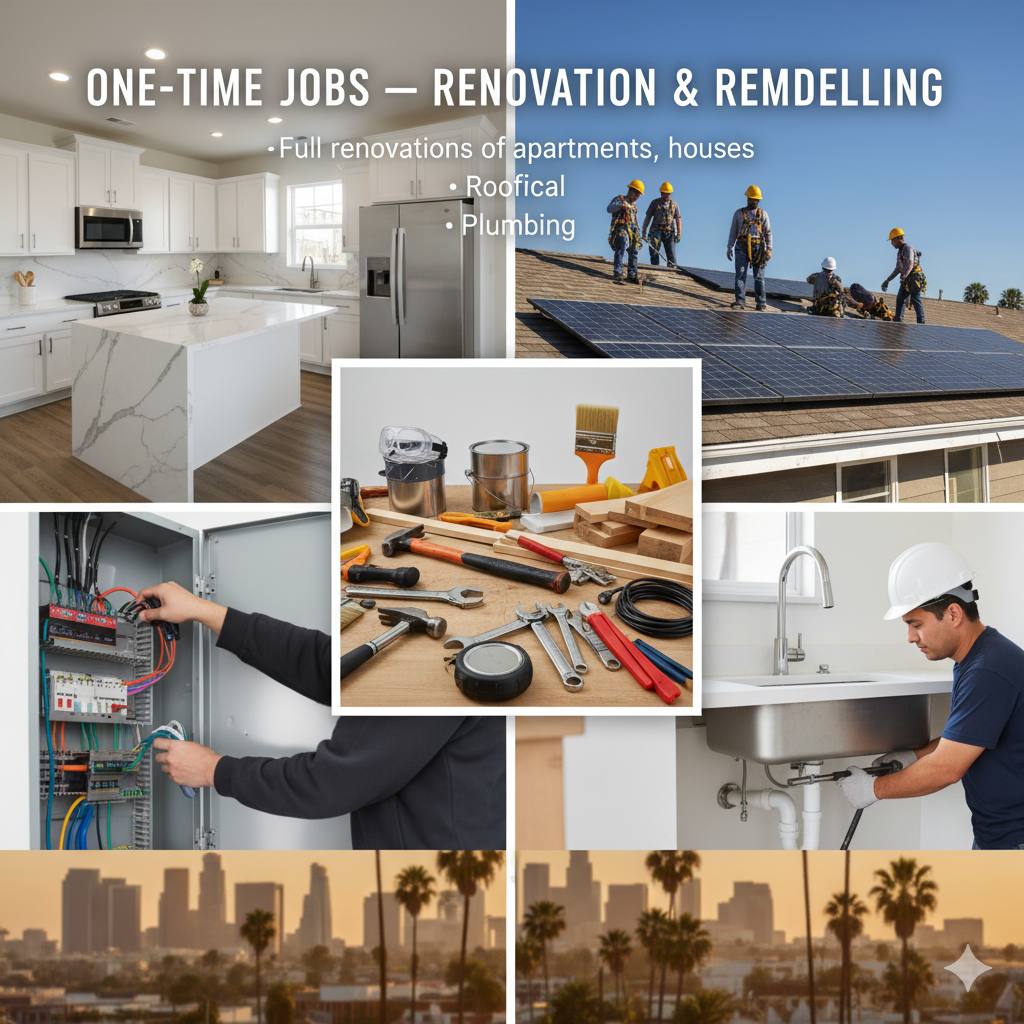 ONE-TIME JOBS — RENOVATION & REMDELLING
•Full renovations of apartments, houses
• Roofical
• Plumbing